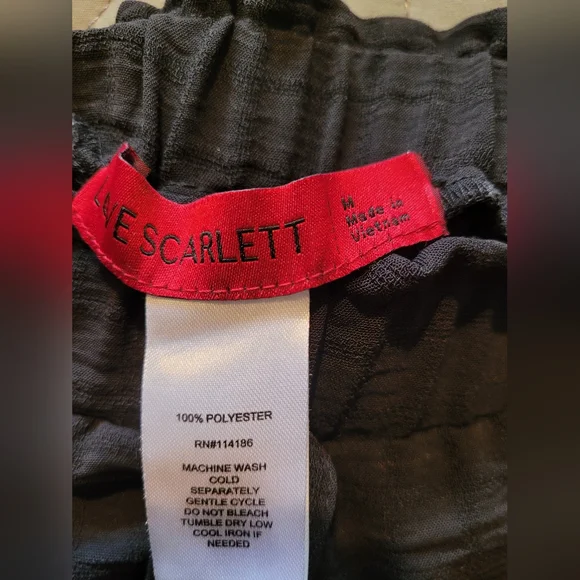 SCARLETT
M
Made in
Vietnam
100% POLYESTER
RN#114186
MACHINE WASH
COLD
SEPARATELY
GENTLE CYCLE
DO NOT BLEACH
TUMBLE DRY LOW
COOL IRON IF
NEEDED